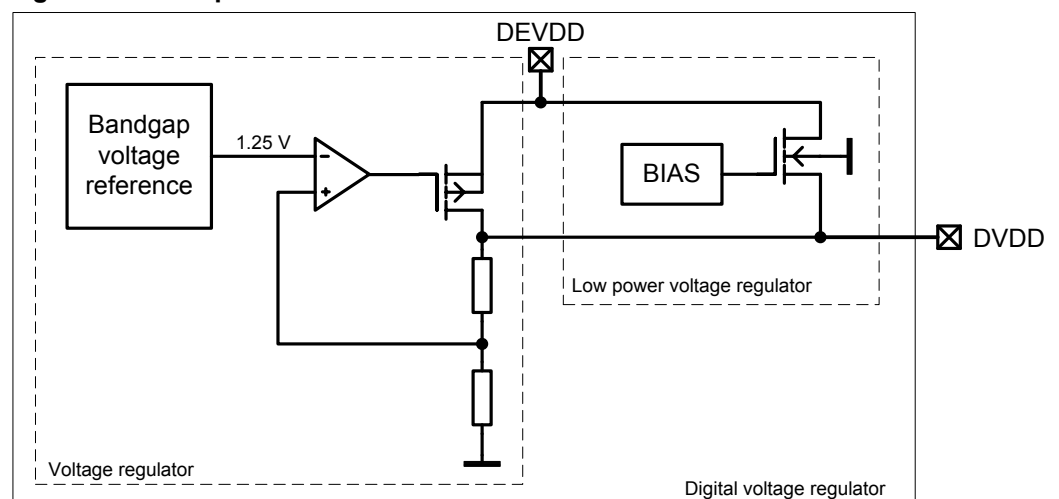 DEVDD
Bandgap
voltage
reference
1.25 V
−
+
BIAS
DVDD
Low power voltage regulator
Voltage regulator
Digital voltage regulator